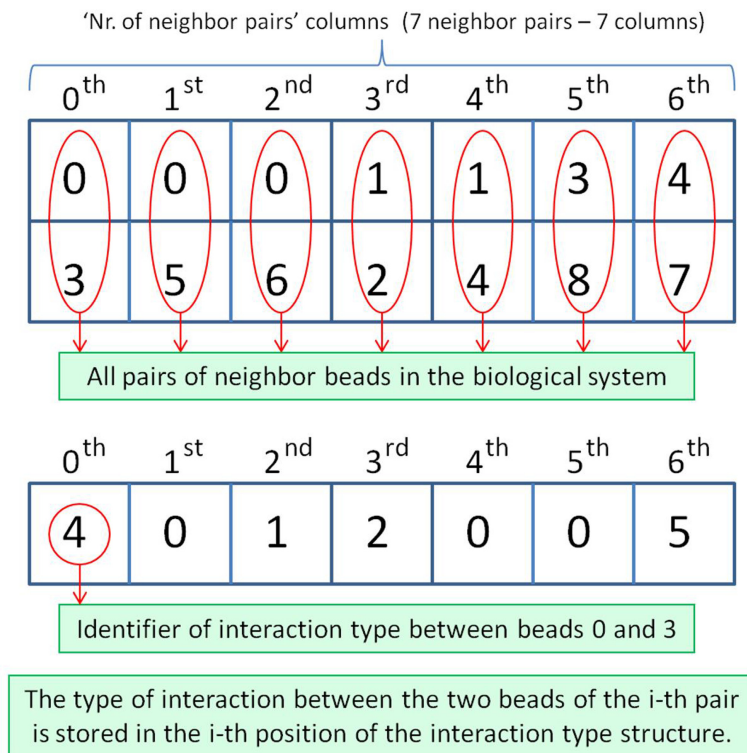 ‘Nr. of neighbor pairs’ columns (7 neighbor pairs – 7 columns)
0th 1st 2nd 3rd 4th 5th 6th
0 0 0 1 1 3 4
3 5 6 2 4 8 7
All pairs of neighbor beads in the biological system
0th 1st 2nd 3rd 4th 5th 6th
4 0 1 2 0 0 5
Identifier of interaction type between beads 0 and 3
The type of interaction between the two beads of the i-th pair
is stored in the i-th position of the interaction type structure.